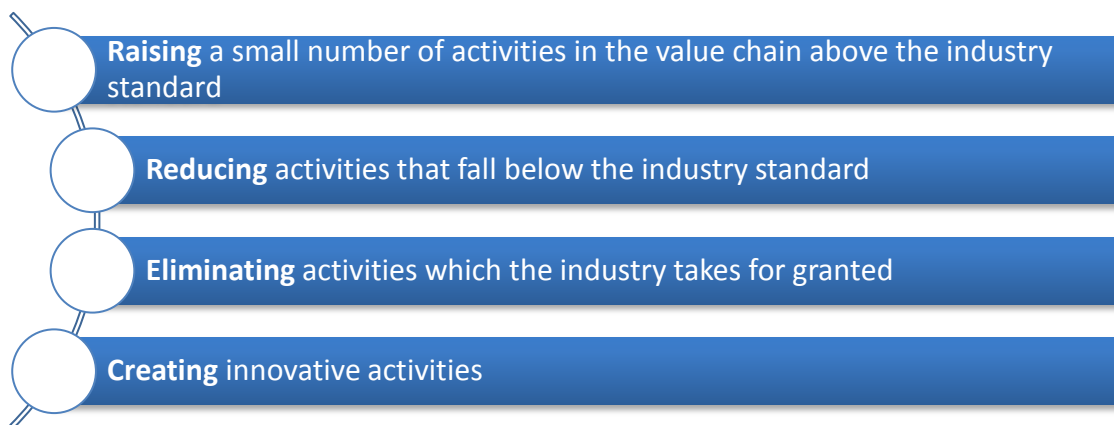 Raising a small number of activities in the value chain above the industry
standard
Reducing activities that fall below the industry standard
Eliminating activities which the industry takes for granted
Creating innovative activities